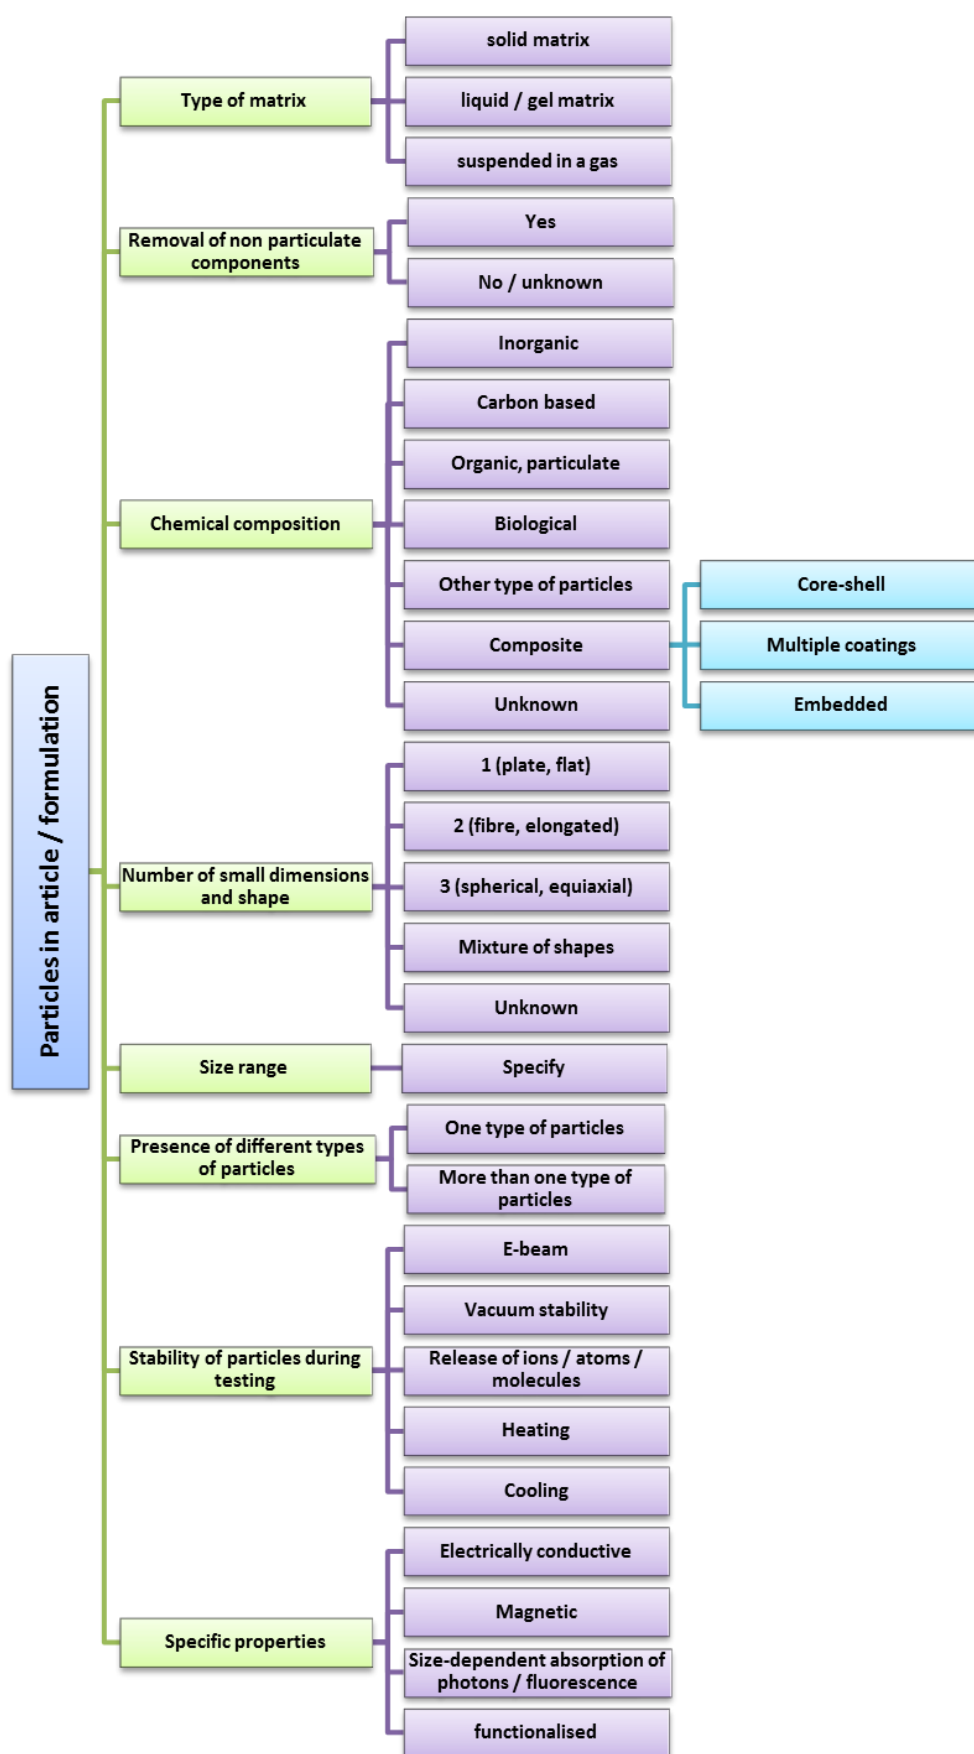 solid matrix
Type of matrix
liquid / gel matrix
suspended in a gas
Yes
Removal of non particulate
components
No / unknown
Inorganic
Carbon based
Organic, particulate
Chemical composition
Biological
Other type of particles
Core-shell
Composite
Multiple coatings
Unknown
Embedded
Particles in article / formulation
1 (plate, flat)
2 (fibre, elongated)
Number of small dimensions
and shape
3 (spherical, equiaxial)
Mixture of shapes
Unknown
Size range
Specify
Presence of different types
of particles
One type of particles
More than one type of
particles
E-beam
Vacuum stability
Stability of particles during
testing
Release of ions / atoms /
molecules
Heating
Cooling
Electrically conductive
Magnetic
Specific properties
Size-dependent absorption of
photons / fluorescence
functionalised